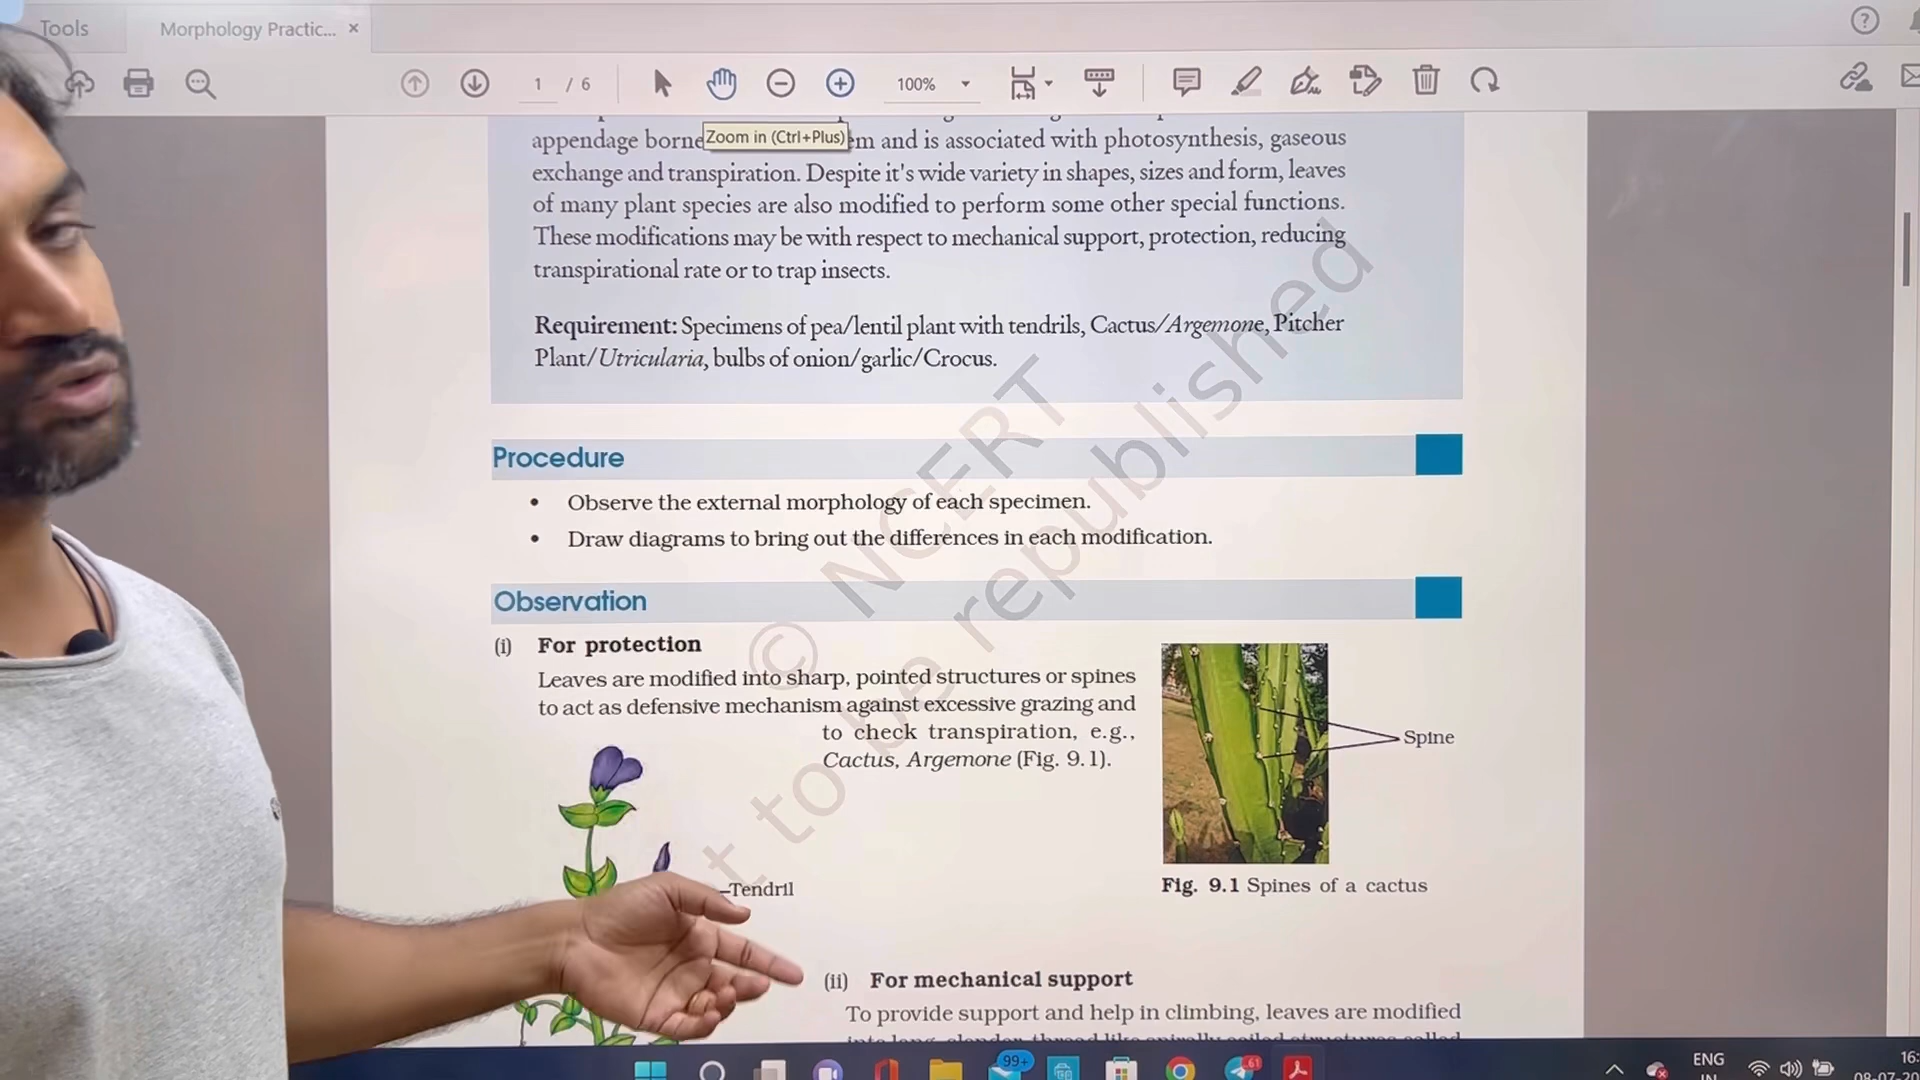 Tools
Morphology Practic... ×
1 / 6
100%
Zoom in (Ctrl+Plus)
appendage borne em and is associated with photosynthesis, gaseous
exchange and transpiration. Despite it's wide variety in shapes, sizes and form, leaves
of many plant species are also modified to perform some other special functions.
These modifications may be with respect to mechanical support, protection, reducing
transpirational rate or to trap insects.
Requirement: Specimens of pea/lentil plant with tendrils, Cactus/Argemone, Pitcher
Plant/Utricularia, bulbs of onion/garlic/Crocus.
Procedure
• Observe the external morphology of each specimen.
• Draw diagrams to bring out the differences in each modification.
Observation
(i) For protection
Leaves are modified into sharp, pointed structures or spines
to act as defensive mechanism against excessive grazing and
to check transpiration, e.g.,
Cactus, Argemone (Fig. 9.1).
Spine
Tendril
Fig. 9.1 Spines of a cactus
(ii) For mechanical support
To provide support and help in climbing, leaves are modified
© NCERT
t to be republished
99+
61
ENG
IN
16:
08-07-20